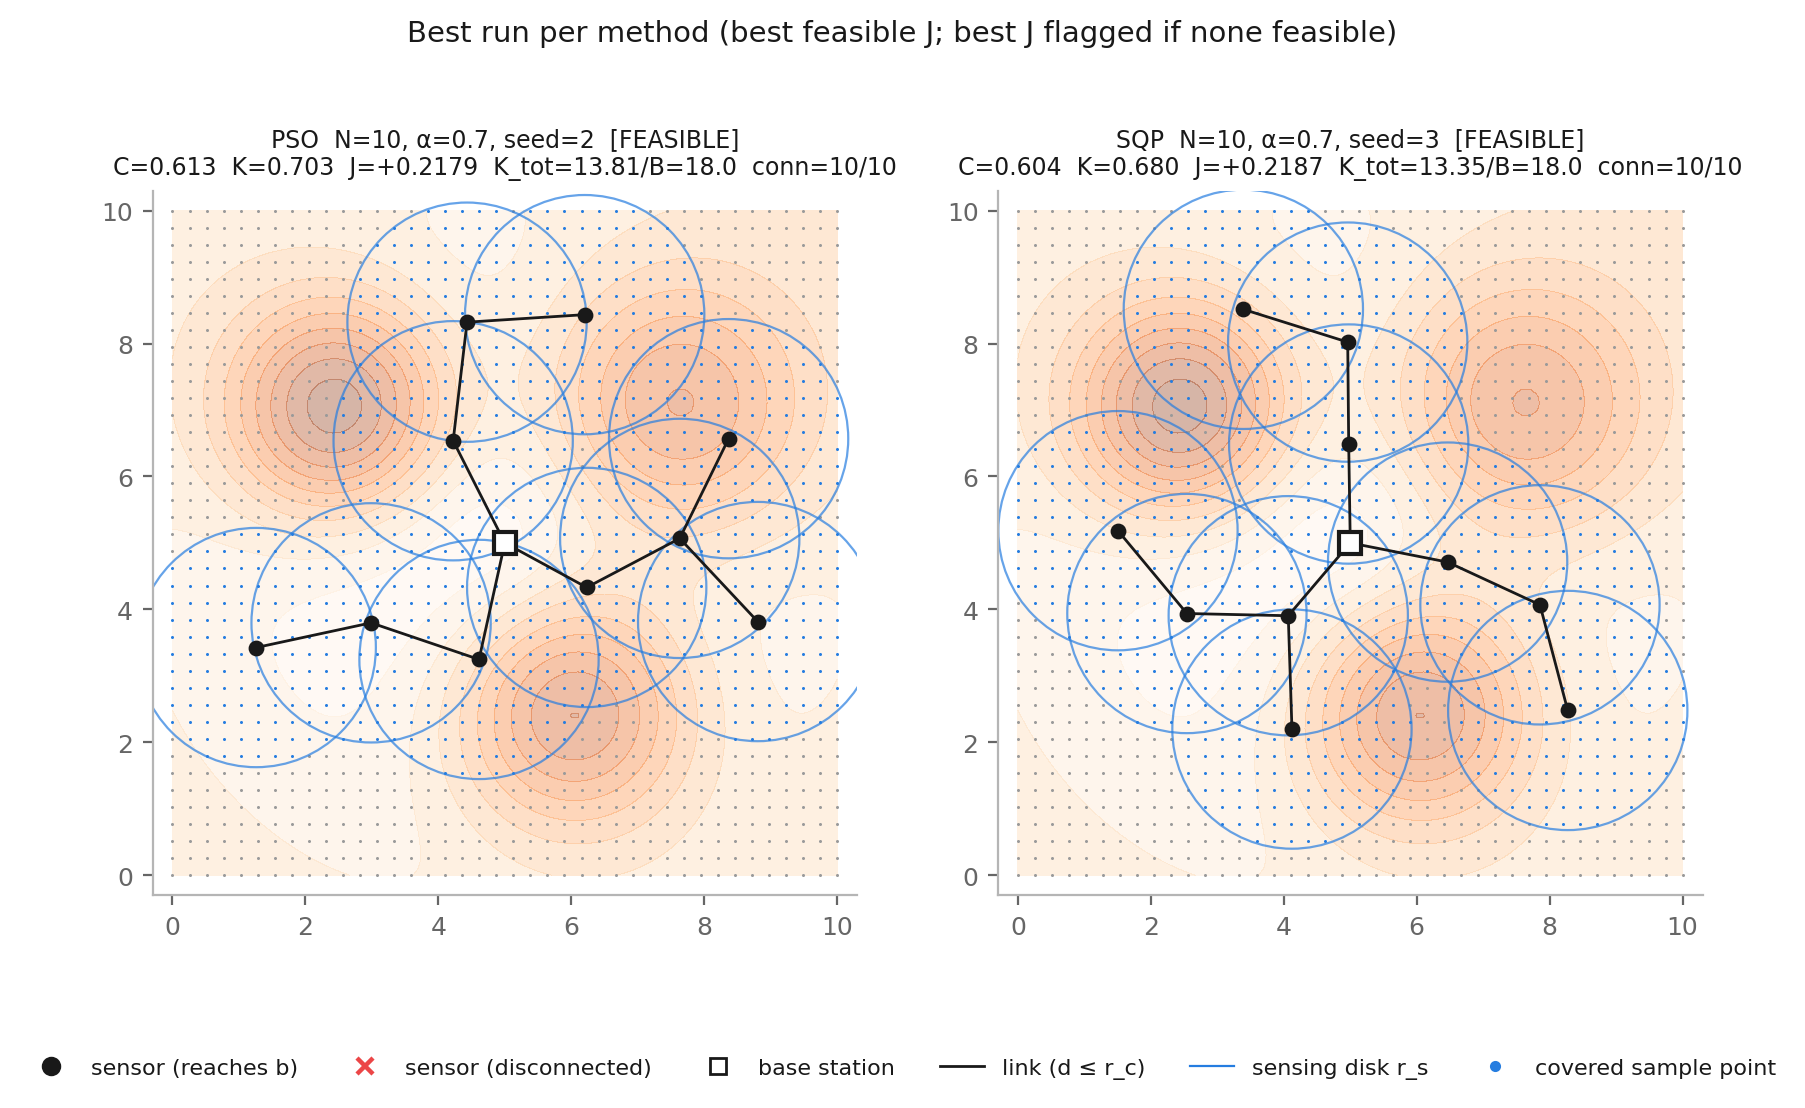 Best run per method (best feasible J; best J flagged if none feasible)
PSO  N=10, α=0.7, seed=2  [FEASIBLE]
C=0.613  K=0.703  J=+0.2179  K_tot=13.81/B=18.0  conn=10/10
10
8
6
4
2
0
0 2 4 6 8 10
SQP  N=10, α=0.7, seed=3  [FEASIBLE]
C=0.604  K=0.680  J=+0.2187  K_tot=13.35/B=18.0  conn=10/10
10
8
6
4
2
0
0 2 4 6 8 10
sensor (reaches b)
sensor (disconnected)
base station
link (d ≤ r_c)
sensing disk r_s
covered sample point